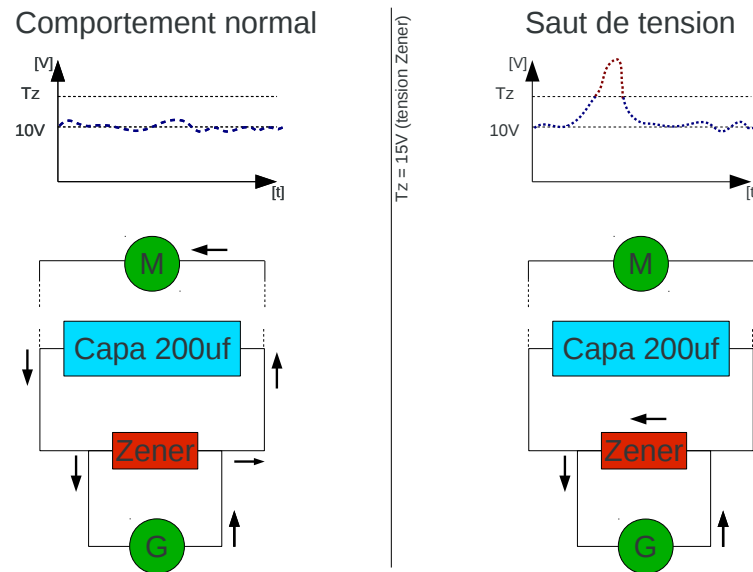 Comportement normal
[V]
Tz
10V
[t]
M
Capa 200uf
Zener
G
Tz = 15V (tension Zener)
Saut de tension
[V]
Tz
10V
[t]
M
Capa 200uf
Zener
G